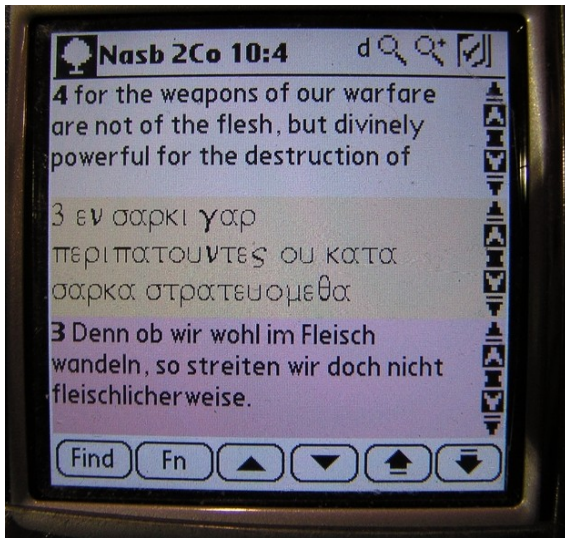 Nasb 2Co 10:4 d
4 for the weapons of our warfare
are not of the flesh, but divinely
powerful for the destruction of
3 εν σαρκι γαρ
περιπατουντες ου κατα
σαρκα στρατευομεθα
3 Denn ob wir wohl im Fleisch
wandeln, so streiten wir doch nicht
fleischlicherweise.
Find Fn